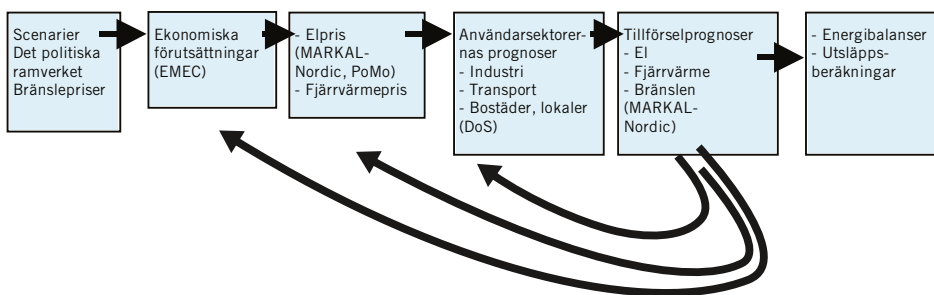 Scenarier
Det politiska
ramverket
Bränslepriser
Ekonomiska
förutsättningar
(EMEC)
- Elpris
(MARKAL-
Nordic, PoMo)
- Fjärrvärmepris
Användarsektorer-
nas prognoser
- Industri
- Transport
- Bostäder, lokaler
(DoS)
Tillförselprognoser
- El
- Fjärrvärme
- Bränslen
(MARKAL-
Nordic)
- Energibalanser
- Utsläpps-
beräkningar